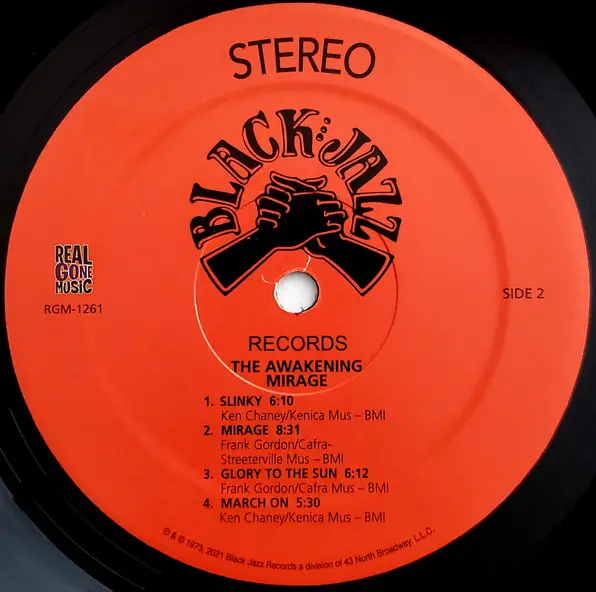 STEREO
BLACK JAZZ
REAL
GONE
MUSIC
RGM-1261
SIDE 2
RECORDS
THE AWAKENING
MIRAGE
1. SLINKY 6:10
Ken Chaney/Kenica Mus – BMI
2. MIRAGE 8:31
Frank Gordon/Cafra-
Streeterville Mus – BMI
3. GLORY TO THE SUN 6:12
Frank Gordon/Cafra Mus – BMI
4. MARCH ON 5:30
Ken Chaney/Kenica Mus – BMI
℗ & © 1973, 2021 Black Jazz Records a division of 43 North Broadway, L.L.C.